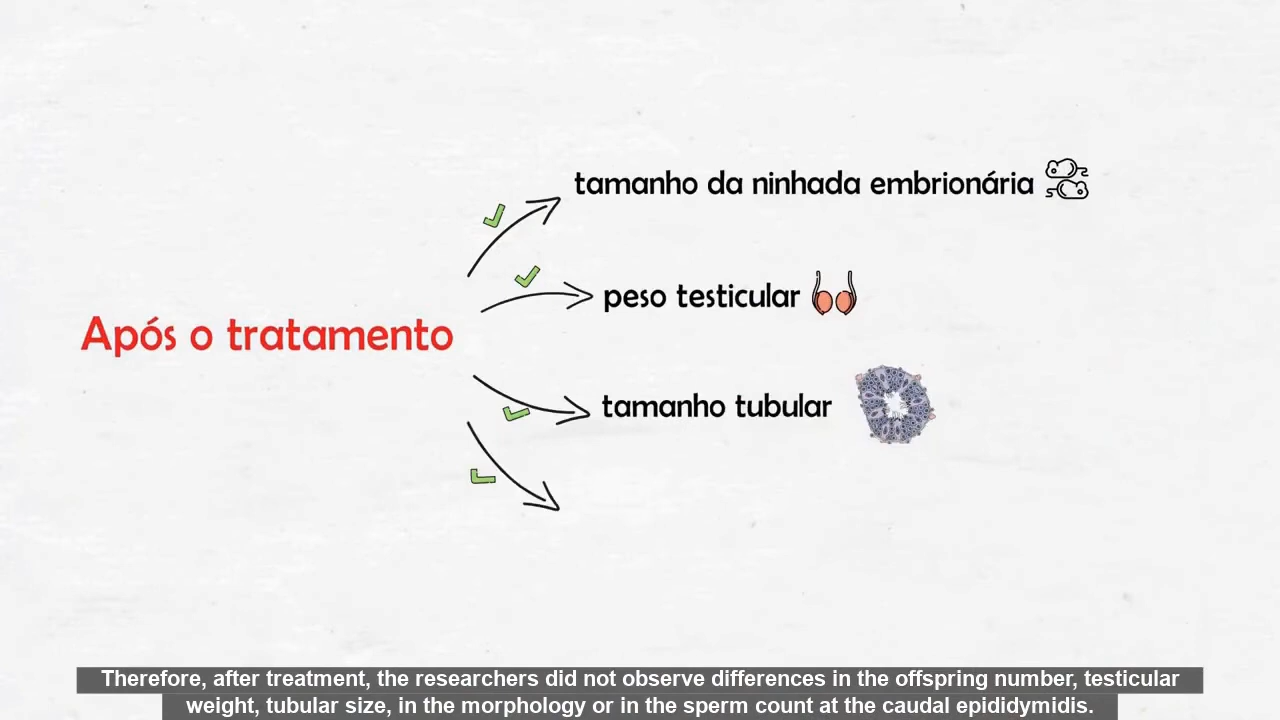 tamanho da ninhada embrionária
peso testicular
Após o tratamento
tamanho tubular
Therefore, after treatment, the researchers did not observe differences in the offspring number, testicular
weight, tubular size, in the morphology or in the sperm count at the caudal epididymidis.